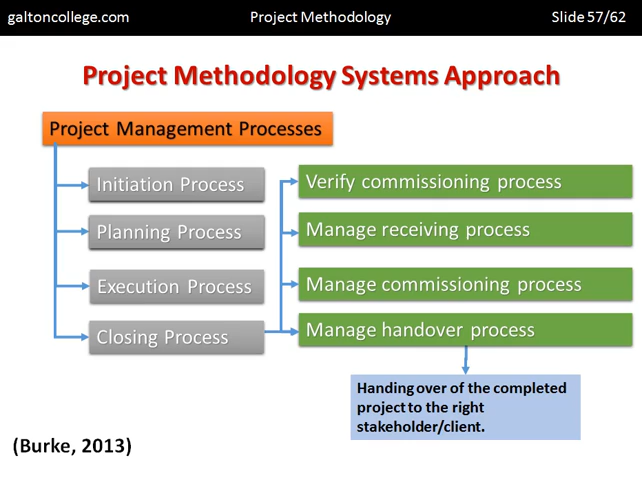 galtoncollege.com Project Methodology Slide 57/62
Project Methodology Systems Approach
Project Management Processes
Initiation Process
Planning Process
Execution Process
Closing Process
Verify commissioning process
Manage receiving process
Manage commissioning process
Manage handover process
Handing over of the completed
project to the right
stakeholder/client.
(Burke, 2013)